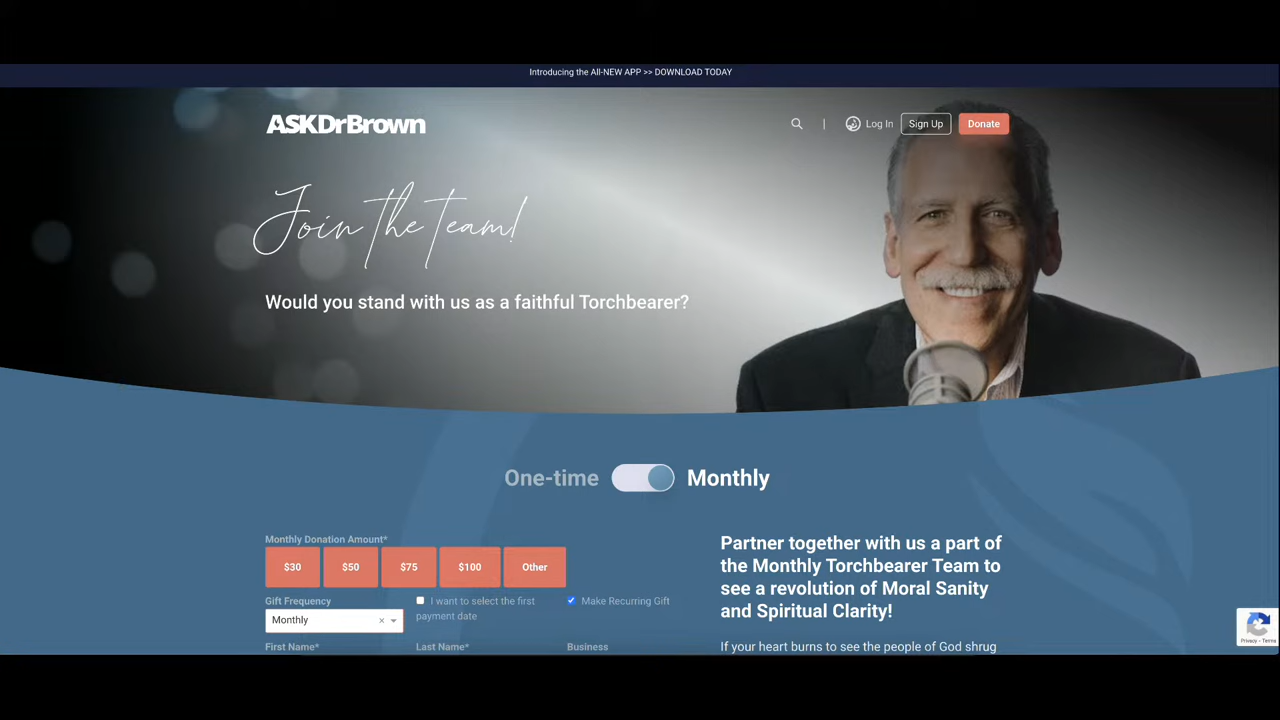 Introducing the All-NEW APP >> DOWNLOAD TODAY
ASKDrBrown
Log In
Sign Up
Donate
Join the team!
Would you stand with us as a faithful Torchbearer?
One-time
Monthly
Monthly Donation Amount*
$30
$50
$75
$100
Other
Gift Frequency
Monthly
I want to select the first
payment date
Make Recurring Gift
First Name*
Last Name*
Business
Partner together with us a part of
the Monthly Torchbearer Team to
see a revolution of Moral Sanity
and Spiritual Clarity!
If your heart burns to see the people of God shrug
Privacy - Terms